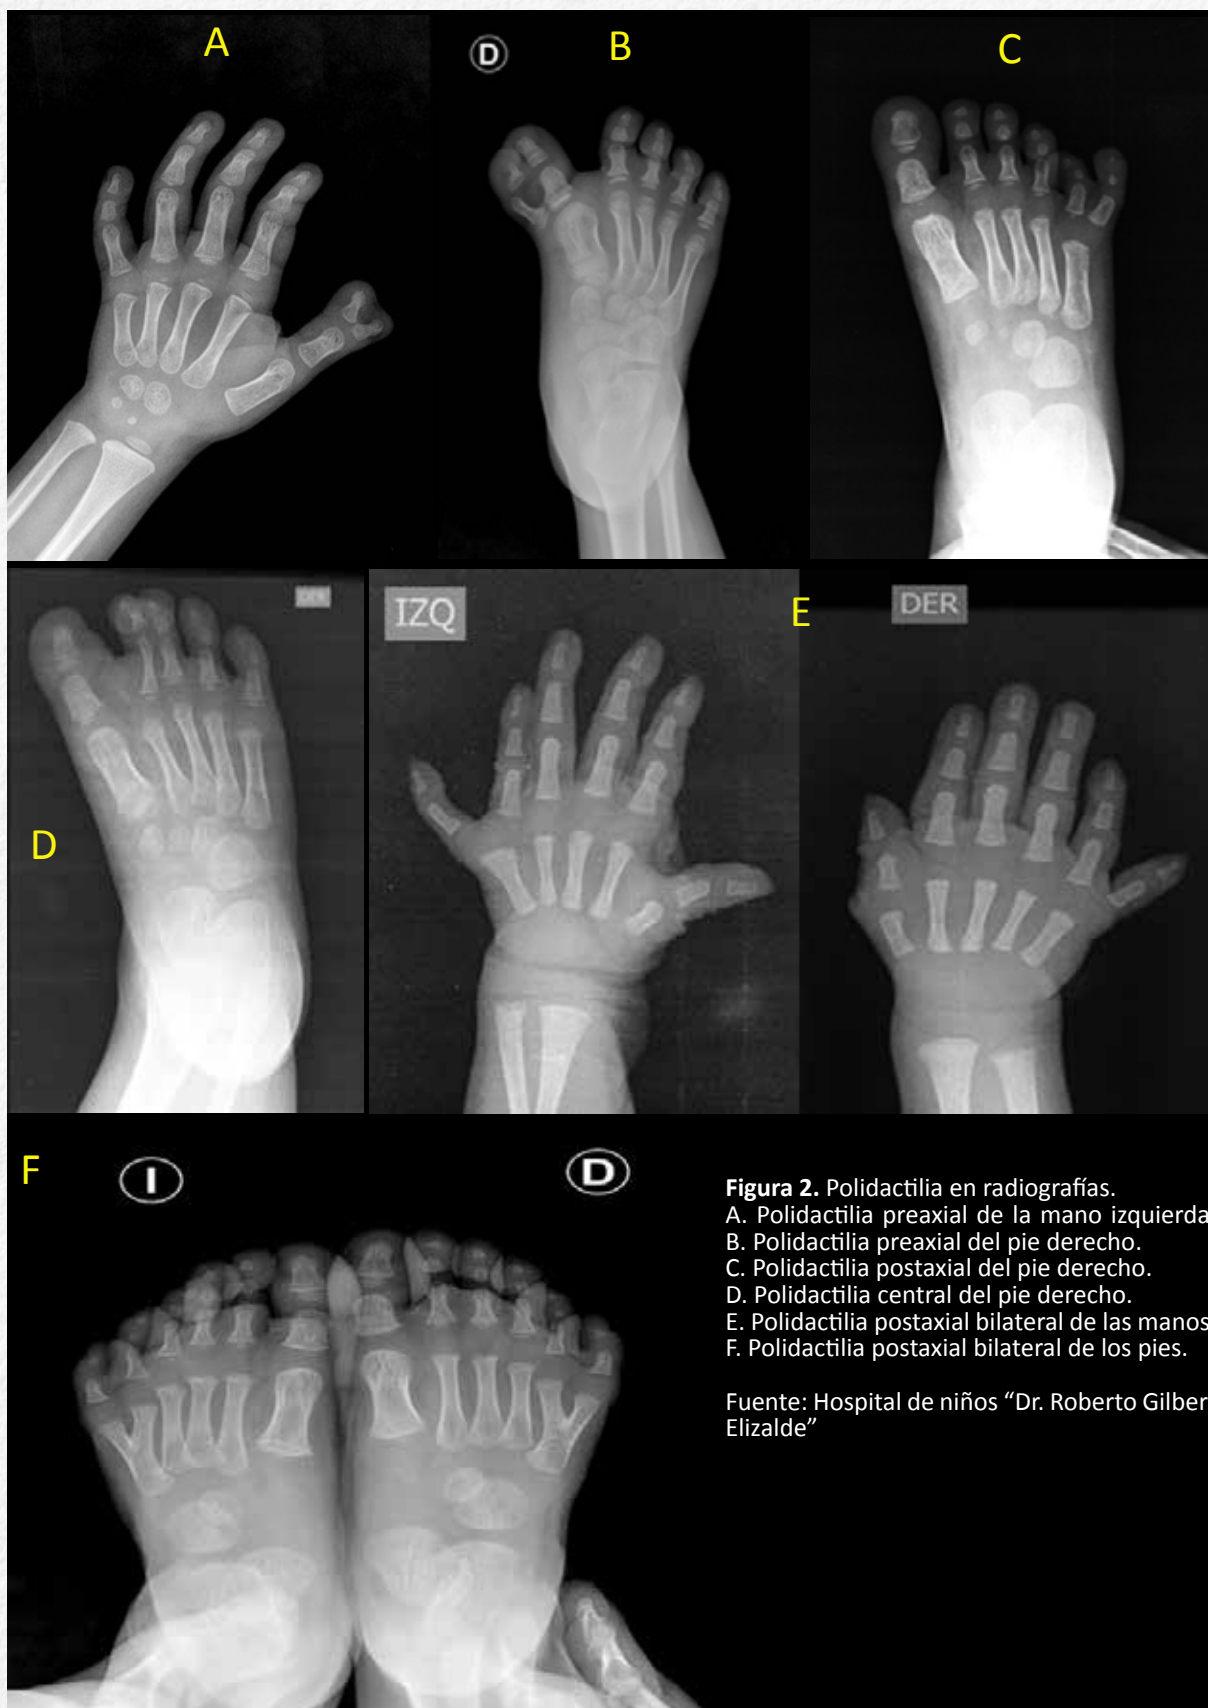 A
D
B
C
D
IZQ
E
DER
F
I
D
Figura 2. Polidactilia en radiografías.
A. Polidactilia preaxial de la mano izquierda
B. Polidactilia preaxial del pie derecho.
C. Polidactilia postaxial del pie derecho.
D. Polidactilia central del pie derecho.
E. Polidactilia postaxial bilateral de las manos
F. Polidactilia postaxial bilateral de los pies.
Fuente: Hospital de niños “Dr. Roberto Gilber
Elizalde”